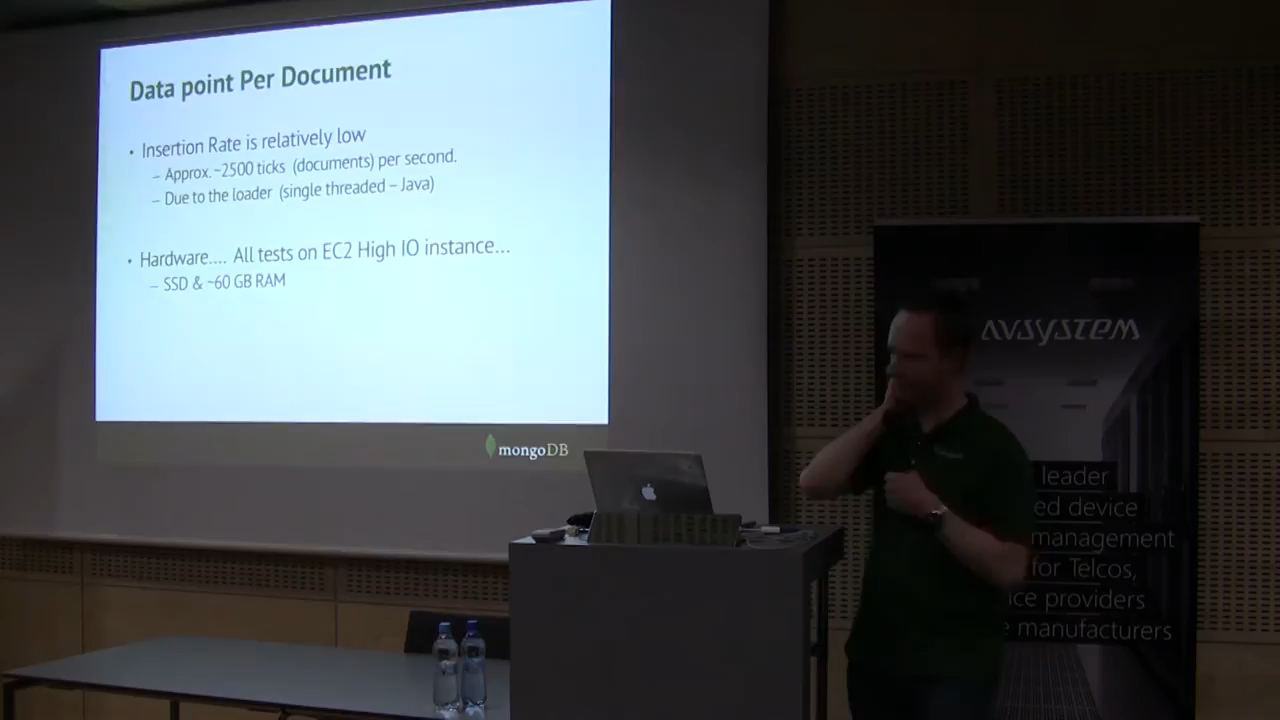 Data point Per Document
• Insertion Rate is relatively low
– Approx. ~2500 ticks (documents) per second.
– Due to the loader (single threaded – Java)
• Hardware.... All tests on EC2 High IO instance...
– SSD & ~60 GB RAM
mongoDB
AVSYSTEM
leader
ed device
management
for Telcos,
ice providers
manufacturers